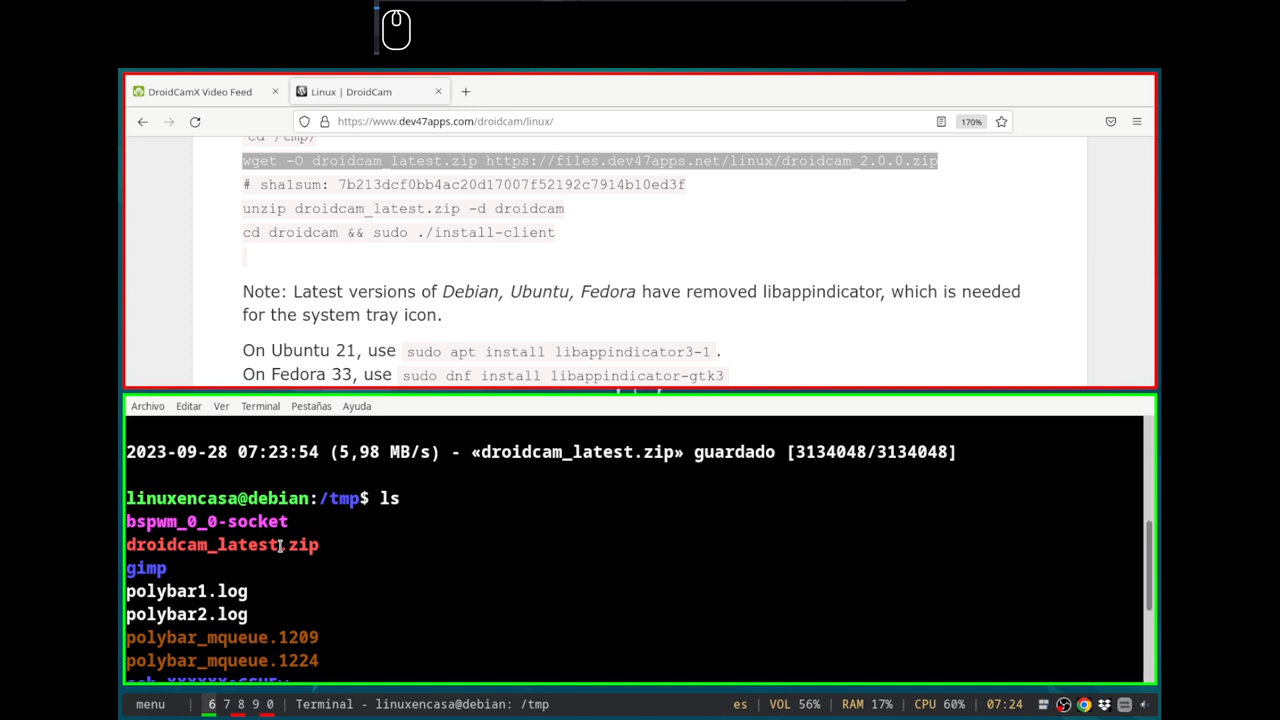 DroidCamX Video Feed
Linux | DroidCam
https://www.dev47apps.com/droidcam/linux/
170%
cd /tmp/
wget -O droidcam_latest.zip https://files.dev47apps.net/linux/droidcam_2.0.0.zip
# sha1sum: 7b213dcf0bb4ac20d17007f52192c7914b10ed3f
unzip droidcam_latest.zip -d droidcam
cd droidcam && sudo ./install-client
Note: Latest versions of Debian, Ubuntu, Fedora have removed libappindicator, which is needed
for the system tray icon.
On Ubuntu 21, use sudo apt install libappindicator3-1.
On Fedora 33, use sudo dnf install libappindicator-gtk3
Archivo Editar Ver Terminal Pestañas Ayuda
2023-09-28 07:23:54 (5,98 MB/s) - «droidcam_latest.zip» guardado [3134048/3134048]
linuxencasa@debian:/tmp$ ls
bspwm_0_0-socket
droidcam_latest.zip
gimp
polybar1.log
polybar2.log
polybar_mqueue.1209
polybar_mqueue.1224
menu | 6 7 8 9 0 | Terminal - linuxencasa@debian: /tmp es | VOL 56% | RAM 17% | CPU 60% | 07:24